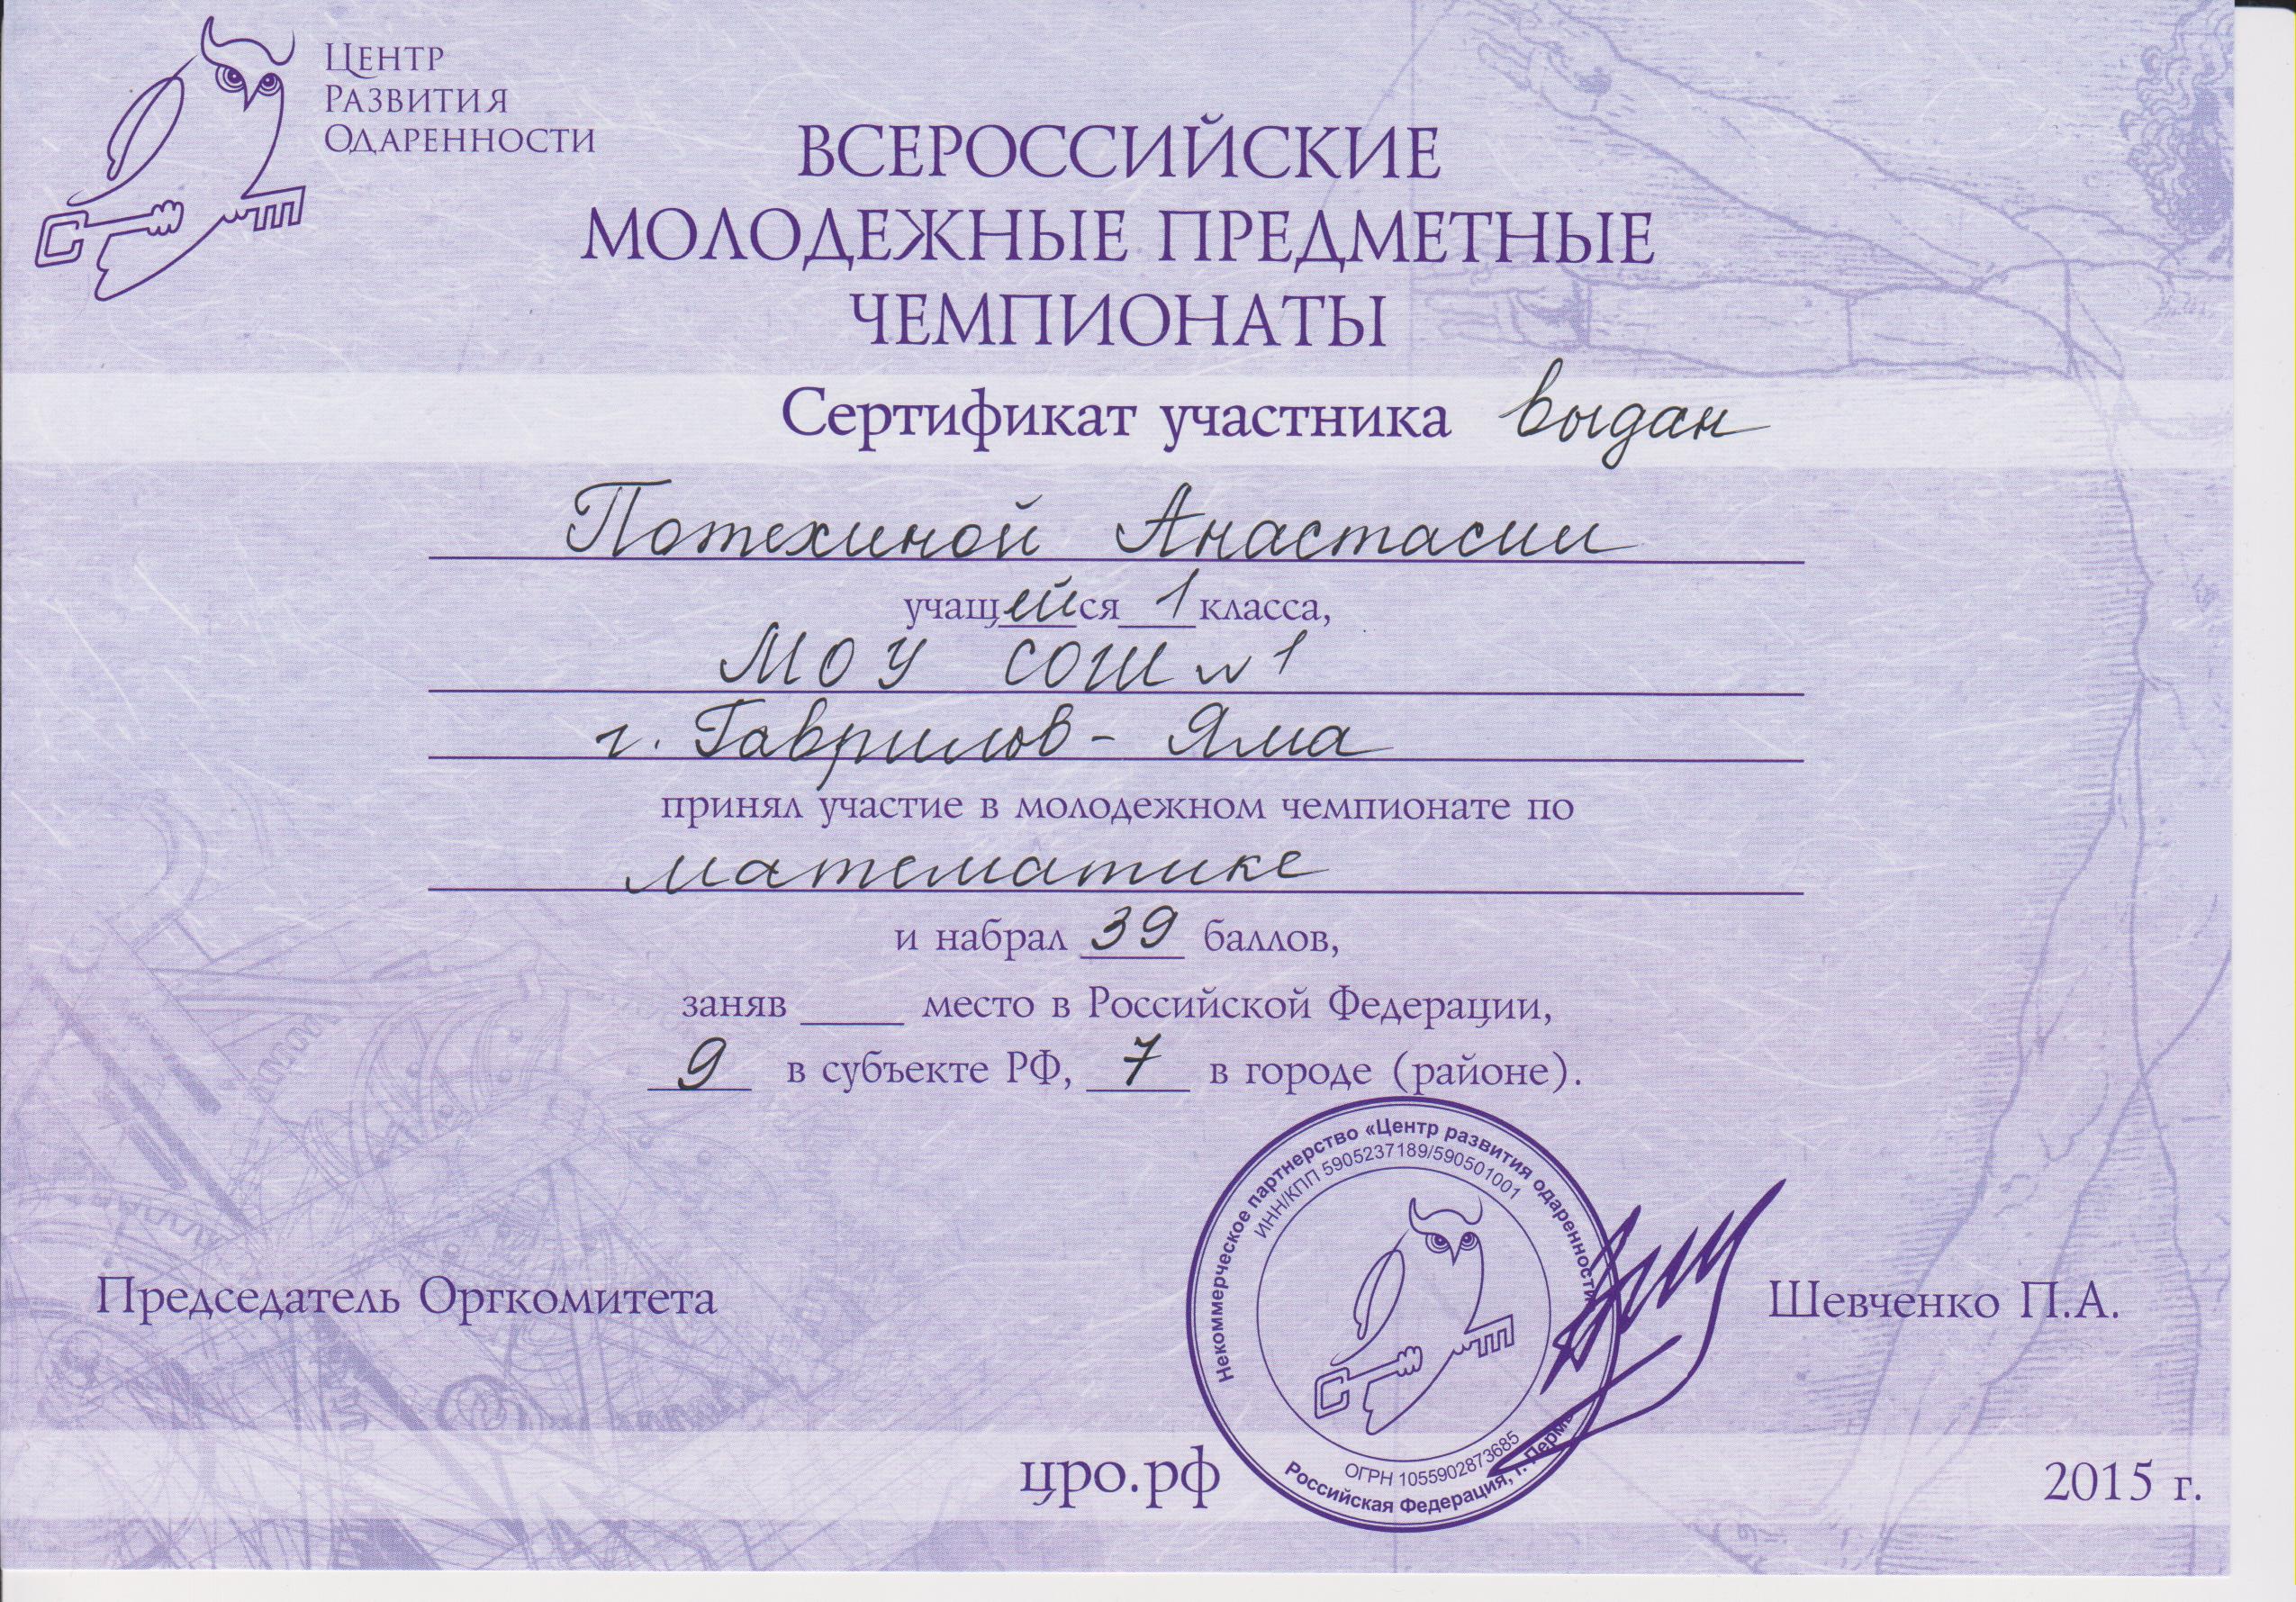 ЦЕНТР
РАЗВИТИЯ
ОДАРЕННОСТИ
ВСЕРОССИЙСКИЕ
МОЛОДЕЖНЫЕ ПРЕДМЕТНЫЕ
ЧЕМПИОНАТЫ
Сертификат участника выдан
Потехиной Анастасии
учащейся 1 класса,
МОУ СОШ №1
г. Гаврилов-Яма
принял участие в молодежном чемпионате по
математике
и набрал 39 баллов,
заняв ____ место в Российской Федерации,
9 в субъекте РФ, 7 в городе (районе).
Некоммерческое партнерство «Центр развития одаренности»
ИНН/КПП 5905237189/590501001
Председатель Оргкомитета
Шевченко П.А.
ОГРН 1055902873685
Российская Федерация, г. Пермь
цро.рф
2015 г.